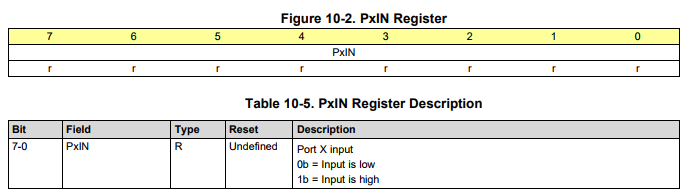 Figure 10-2. PxIN Register
7 6 5 4 3 2 1 0
PxIN
r r r r r r r r
Table 10-5. PxIN Register Description
Bit Field Type Reset Description
7-0 PxIN R Undefined Port X input
0b = Input is low
1b = Input is high